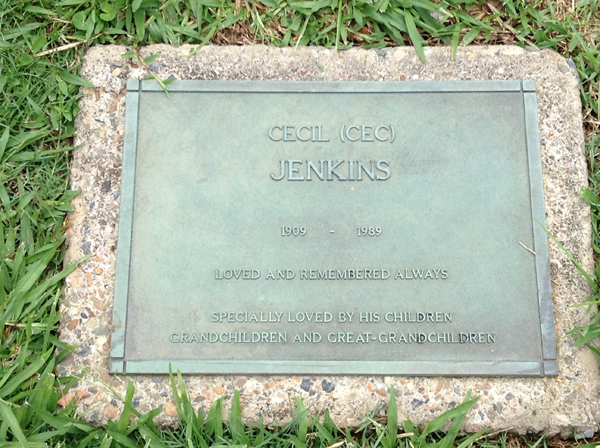 CECIL (CEC)
JENKINS
1909 - 1989
LOVED AND REMEMBERED ALWAYS
SPECIALLY LOVED BY HIS CHILDREN
GRANDCHILDREN AND GREAT-GRANDCHILDREN